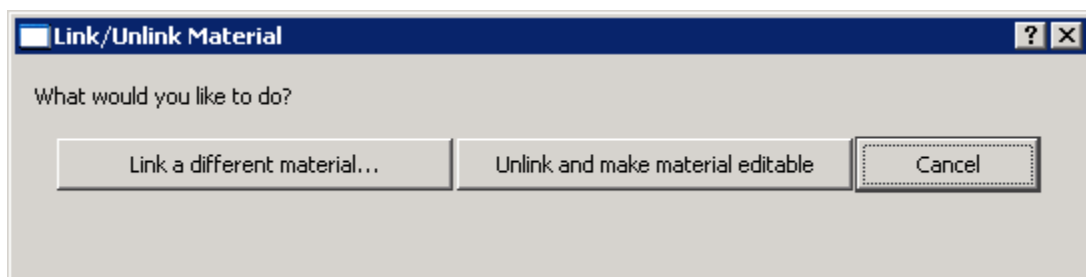 Link/Unlink Material
What would you like to do?
Link a different material...
Unlink and make material editable
Cancel